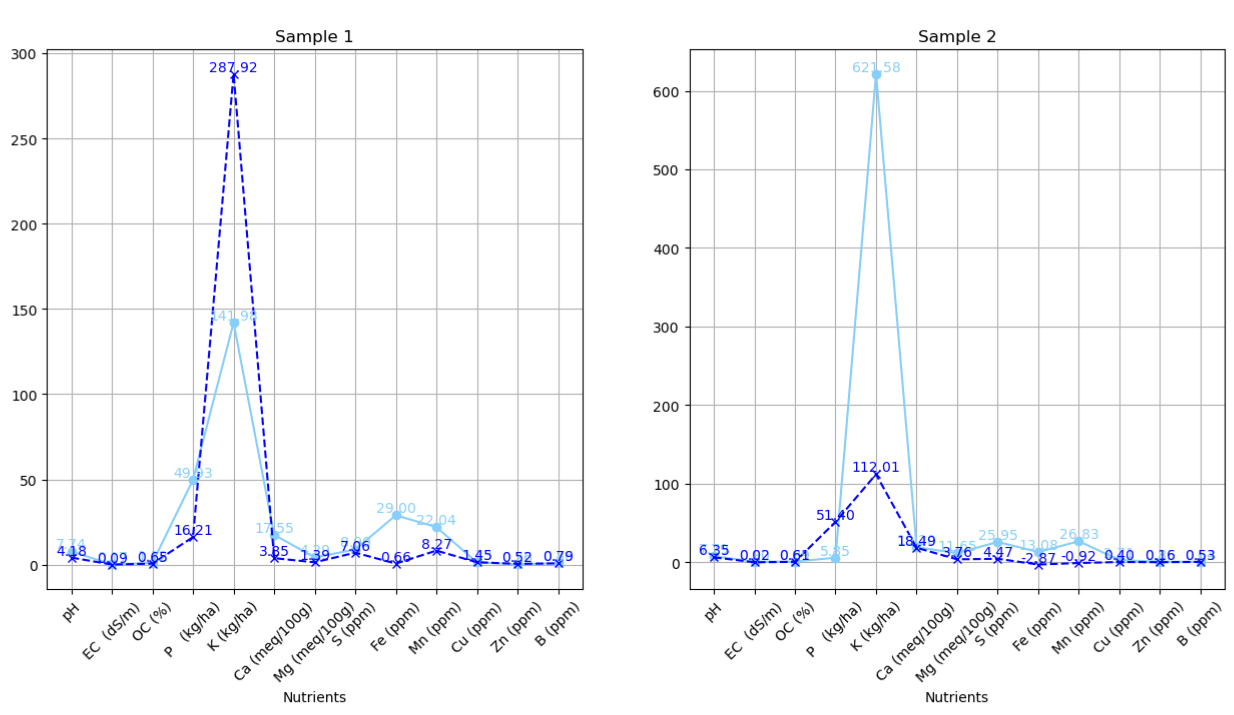 Sample 1
300
250
200
150
100
50
0
287.92
141.98
49.93
16.21
7.74
4.18
0.09
0.65
17.55
3.85
7.06
29.00
0.66
22.04
8.27
1.45
0.52
0.79
pH
EC (dS/m)
OC (%)
P (kg/ha)
K (kg/ha)
Ca (meq/100g)
Mg (meq/100g)
S (ppm)
Fe (ppm)
Mn (ppm)
Cu (ppm)
Zn (ppm)
B (ppm)
Nutrients
Sample 2
600
500
400
300
200
100
0
621.58
112.01
51.40
5.85
0.02
0.61
18.49
11.65
3.76
25.95
4.47
13.08
-2.87
26.83
-0.92
0.40
0.16
0.53
pH
EC (dS/m)
OC (%)
P (kg/ha)
K (kg/ha)
Ca (meq/100g)
Mg (meq/100g)
S (ppm)
Fe (ppm)
Mn (ppm)
Cu (ppm)
Zn (ppm)
B (ppm)
Nutrients